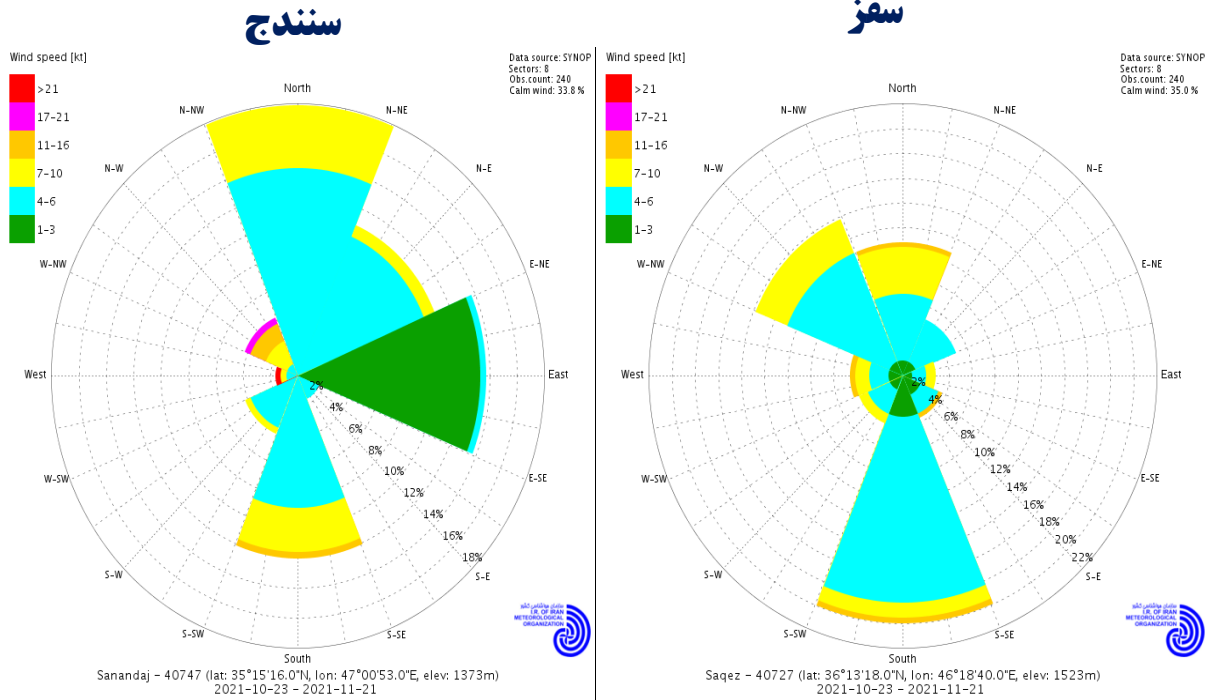 سنندج
Wind speed [kt]
>21
17-21
11-16
7-10
4-6
1-3
Data source: SYNOP
Sectors: 8
Obs.count: 240
Calm wind: 33.8 %
North
N-NW
N-NE
N-W
N-E
W-NW
E-NE
West
East
W-SW
E-SE
S-W
S-E
S-SW
S-SE
South
2%
4%
6%
8%
10%
12%
14%
16%
18%
سازمان هواشناسی کشور
I.R. OF IRAN
METEOROLOGICAL
ORGANIZATION
Sanandaj - 40747 (lat: 35°15'16.0"N, lon: 47°00'53.0"E, elev: 1373m)
2021-10-23 - 2021-11-21
سقز
Wind speed [kt]
>21
17-21
11-16
7-10
4-6
1-3
Data source: SYNOP
Sectors: 8
Obs.count: 240
Calm wind: 35.0 %
North
N-NW
N-NE
N-W
N-E
W-NW
E-NE
West
East
W-SW
E-SE
S-W
S-E
S-SW
S-SE
South
2%
4%
6%
8%
10%
12%
14%
16%
18%
20%
22%
سازمان هواشناسی کشور
I.R. OF IRAN
METEOROLOGICAL
ORGANIZATION
Saqez - 40727 (lat: 36°13'18.0"N, lon: 46°18'40.0"E, elev: 1523m)
2021-10-23 - 2021-11-21